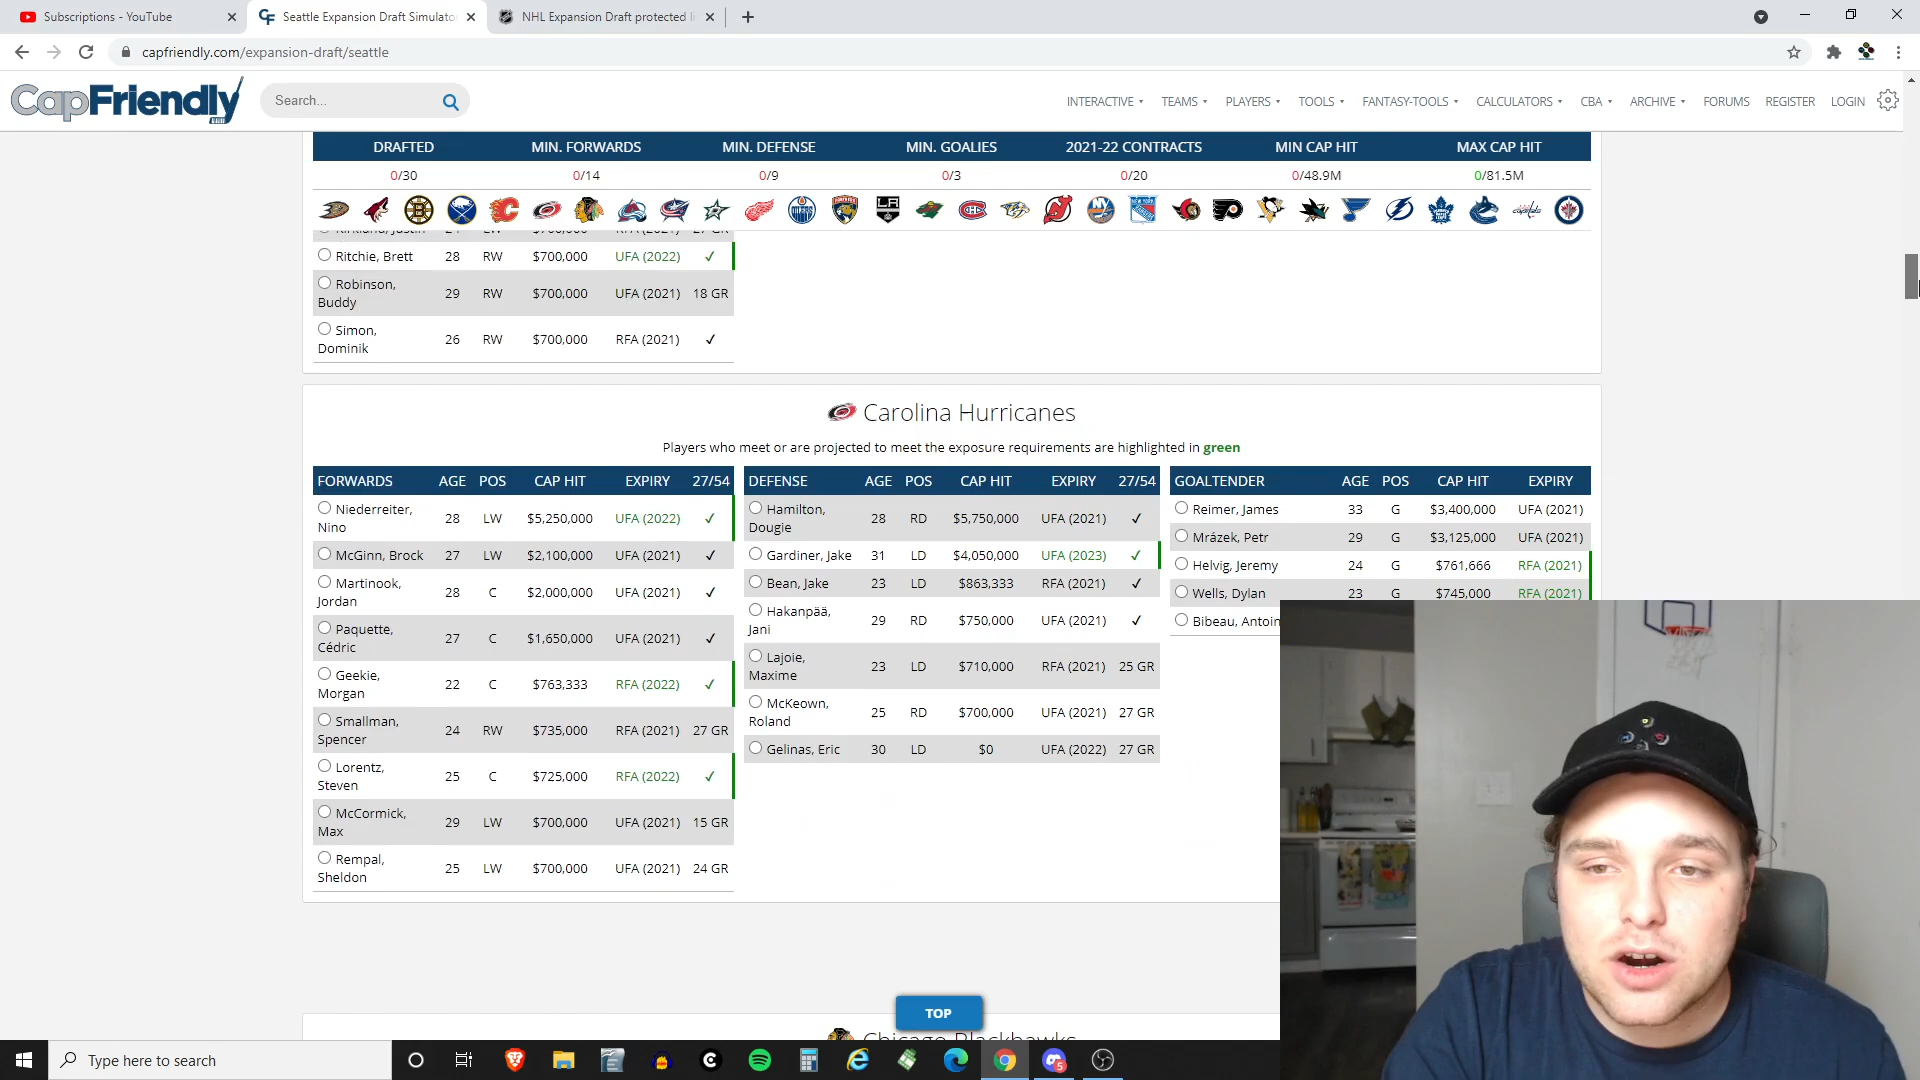 Subscriptions - YouTube
Seattle Expansion Draft Simulator
NHL Expansion Draft protected li
capfriendly.com/expansion-draft/seattle
CapFriendly
Search...
INTERACTIVE TEAMS PLAYERS TOOLS FANTASY-TOOLS CALCULATORS CBA ARCHIVE FORUMS REGISTER LOGIN
DRAFTED MIN. FORWARDS MIN. DEFENSE MIN. GOALIES 2021-22 CONTRACTS MIN CAP HIT MAX CAP HIT
0/30 0/14 0/9 0/3 0/20 0/48.9M 0/81.5M
Ritchie, Brett 28 RW $700,000 UFA (2022) ✓
Robinson, Buddy 29 RW $700,000 UFA (2021) 18 GR
Simon, Dominik 26 RW $700,000 RFA (2021) ✓
Carolina Hurricanes
Players who meet or are projected to meet the exposure requirements are highlighted in green
FORWARDS AGE POS CAP HIT EXPIRY 27/54
Niederreiter, Nino 28 LW $5,250,000 UFA (2022) ✓
McGinn, Brock 27 LW $2,100,000 UFA (2021) ✓
Martinook, Jordan 28 C $2,000,000 UFA (2021) ✓
Paquette, Cédric 27 C $1,650,000 UFA (2021) ✓
Geekie, Morgan 22 C $763,333 RFA (2022) ✓
Smallman, Spencer 24 RW $735,000 RFA (2021) 27 GR
Lorentz, Steven 25 C $725,000 RFA (2022) ✓
McCormick, Max 29 LW $700,000 UFA (2021) 15 GR
Rempal, Sheldon 25 LW $700,000 UFA (2021) 24 GR
DEFENSE AGE POS CAP HIT EXPIRY 27/54
Hamilton, Dougie 28 RD $5,750,000 UFA (2021) ✓
Gardiner, Jake 31 LD $4,050,000 UFA (2023) ✓
Bean, Jake 23 LD $863,333 RFA (2021) ✓
Hakanpää, Jani 29 RD $750,000 UFA (2021) ✓
Lajoie, Maxime 23 LD $710,000 RFA (2021) 25 GR
McKeown, Roland 25 RD $700,000 UFA (2021) 27 GR
Gelinas, Eric 30 LD $0 UFA (2022) 27 GR
GOALTENDER AGE POS CAP HIT EXPIRY
Reimer, James 33 G $3,400,000 UFA (2021)
Mrázek, Petr 29 G $3,125,000 UFA (2021)
Helvig, Jeremy 24 G $761,666 RFA (2021)
Wells, Dylan 23 G $745,000 RFA (2021)
Bibeau, Antoin
TOP
Chicago Blackhawks
Type here to search